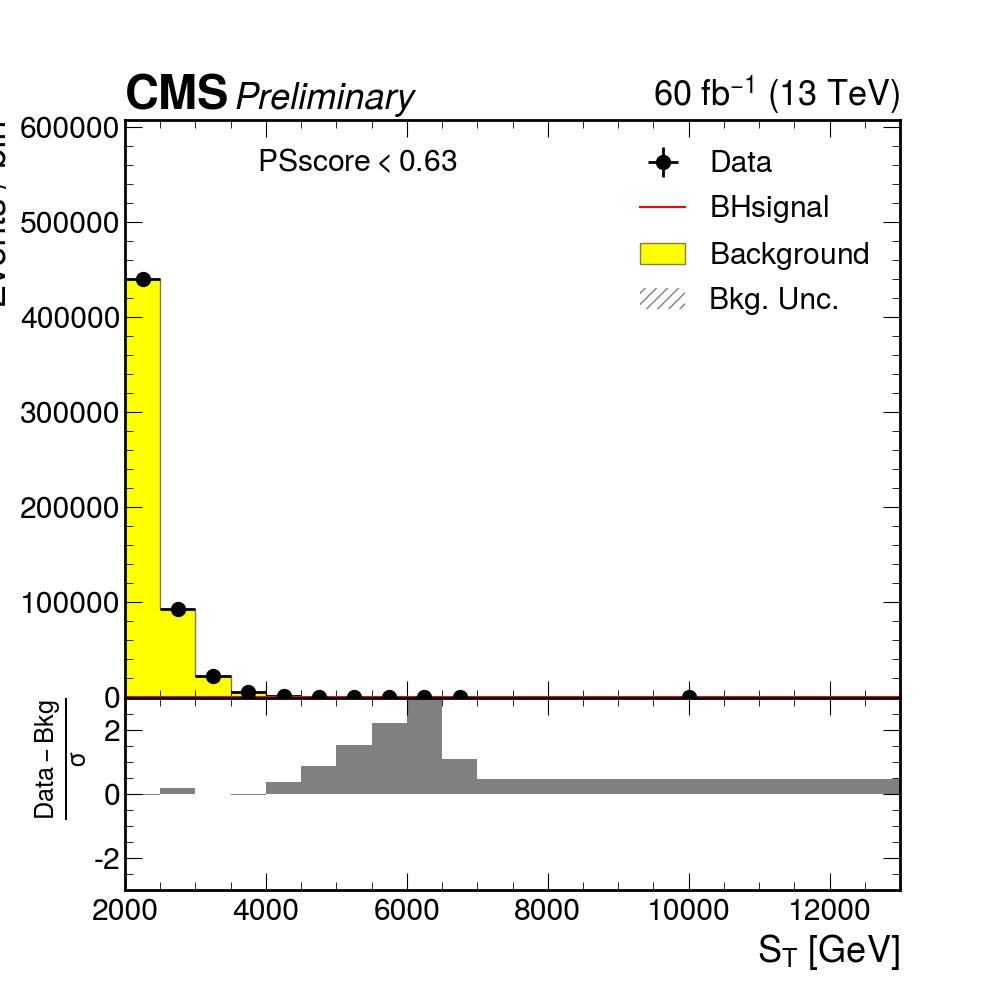 CMS Preliminary 60 fb⁻¹ (13 TeV)
PSscore < 0.63
Data
BHsignal
Background
Bkg. Unc.
600000
500000
400000
300000
200000
100000
0
Data − Bkg
σ
2
0
-2
2000 4000 6000 8000 10000 12000
S_T [GeV]